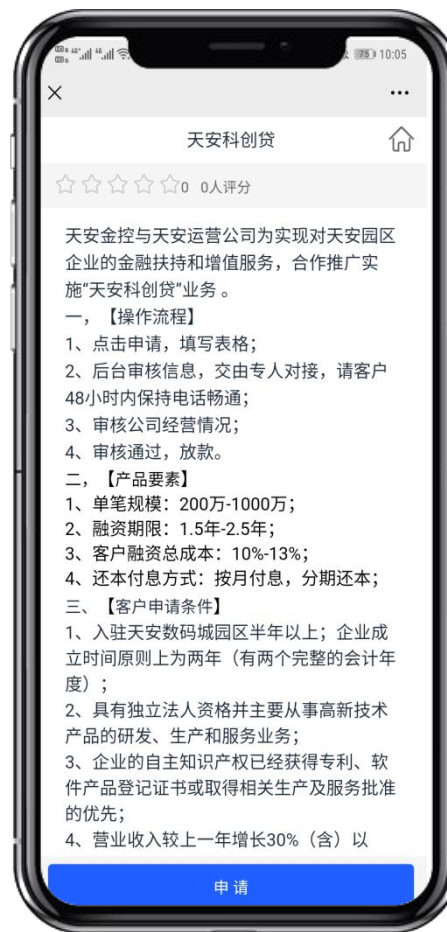 75 10:05
天安科创贷
0 0人评分
天安金控与天安运营公司为实现对天安园区
企业的金融扶持和增值服务，合作推广实
施“天安科创贷”业务 。
一，【操作流程】
1、点击申请，填写表格；
2、后台审核信息，交由专人对接，请客户
48小时内保持电话畅通；
3、审核公司经营情况；
4、审核通过，放款。
二，【产品要素】
1、单笔规模：200万-1000万；
2、融资期限：1.5年-2.5年；
3、客户融资总成本：10%-13%；
4、还本付息方式：按月付息，分期还本；
三、【客户申请条件】
1、入驻天安数码城园区半年以上；企业成
立时间原则上为两年（有两个完整的会计年
度）；
2、具有独立法人资格并主要从事高新技术
产品的研发、生产和服务业务；
3、企业的自主知识产权已经获得专利、软
件产品登记证书或取得相关生产及服务批准
的优先；
4、营业收入较上一年增长30%（含）以
申 请